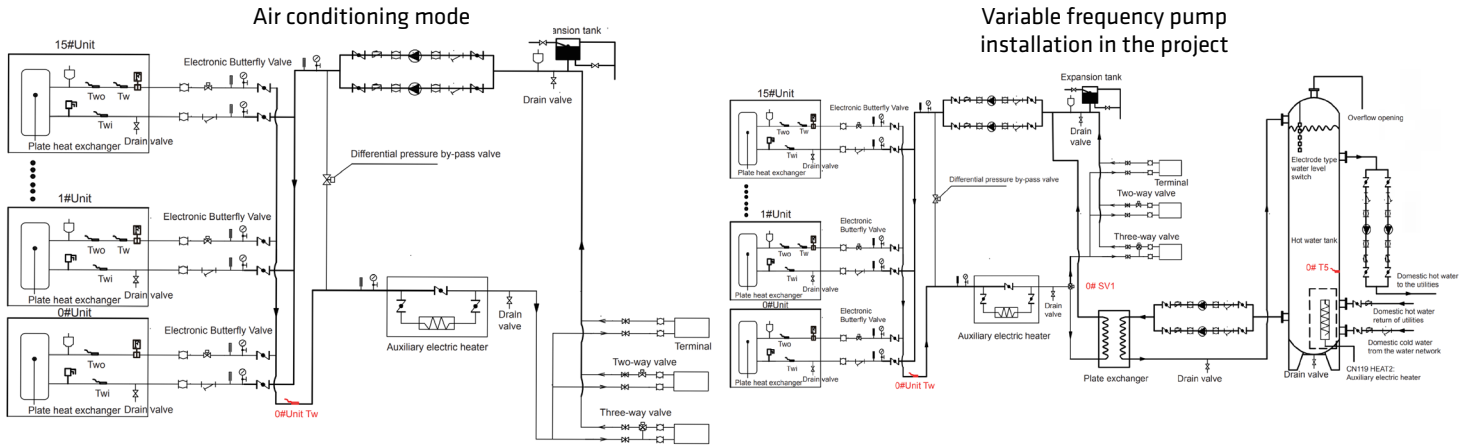 Air conditioning mode
15#Unit
Electronic Butterfly Valve
Two
Tw
Twi
Drain valve
Plate heat exchanger
1#Unit
Electronic Butterfly Valve
Two
Tw
Twi
Drain valve
Plate heat exchanger
0#Unit
Electronic Butterfly Valve
Two
Tw
Twi
Drain valve
Plate heat exchanger
0#Unit Tw
ansion tank
Drain valve
Differential pressure by-pass valve
Drain
valve
Auxiliary electric heater
Terminal
Two-way valve
Three-way valve
Variable frequency pump
installation in the project
15#Unit
Electronic Butterfly Valve
Two
Tw
Twi
Drain valve
Plate heat exchanger
1#Unit
Electronic
Butterfly Valve
Two
Tw
Twi
Drain valve
Plate heat exchanger
0#Unit
Electronic
Butterfly Valve
Two
Tw
Twi
Drain valve
Plate heat exchanger
0#Unit Tw
Expansion tank
Drain
valve
Differential pressure by-pass valve
Terminal
Two-way valve
Three-way valve
0# SV1
Drain
valve
Auxiliary electric heater
Plate exchanger
Drain valve
Overflow opening
Electrode type
water level
switch
Hot water tank
0# T5
Domestic hot water
to the utilities
Domestic hot water
return of utilities
Domestic cold water
from the water network
Drain valve
CN119 HEAT2:
Auxiliary electric heater